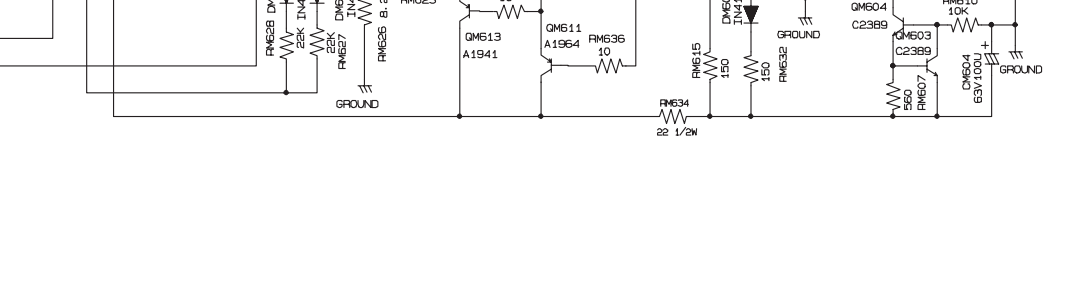 RM628
22K
22K
RM627
RM626
GROUND
QM613
A1941
QM611
A1964
RM636
10
RM634
22 1/2W
RM615
150
150
RM632
GROUND
QM604
C2389
QM603
C2389
10K
560
RM607
CM604
63V100U
+
GROUND